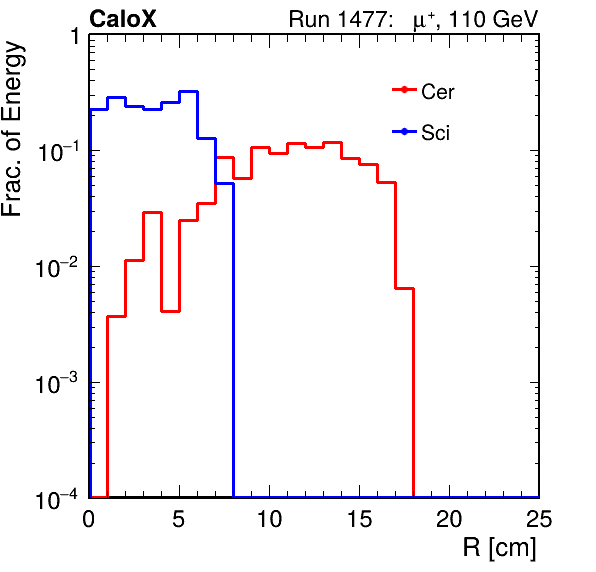 CaloX Run 1477: μ⁺, 110 GeV
Frac. of Energy
1
10⁻¹
10⁻²
10⁻³
10⁻⁴
Cer
Sci
0 5 10 15 20 25
R [cm]